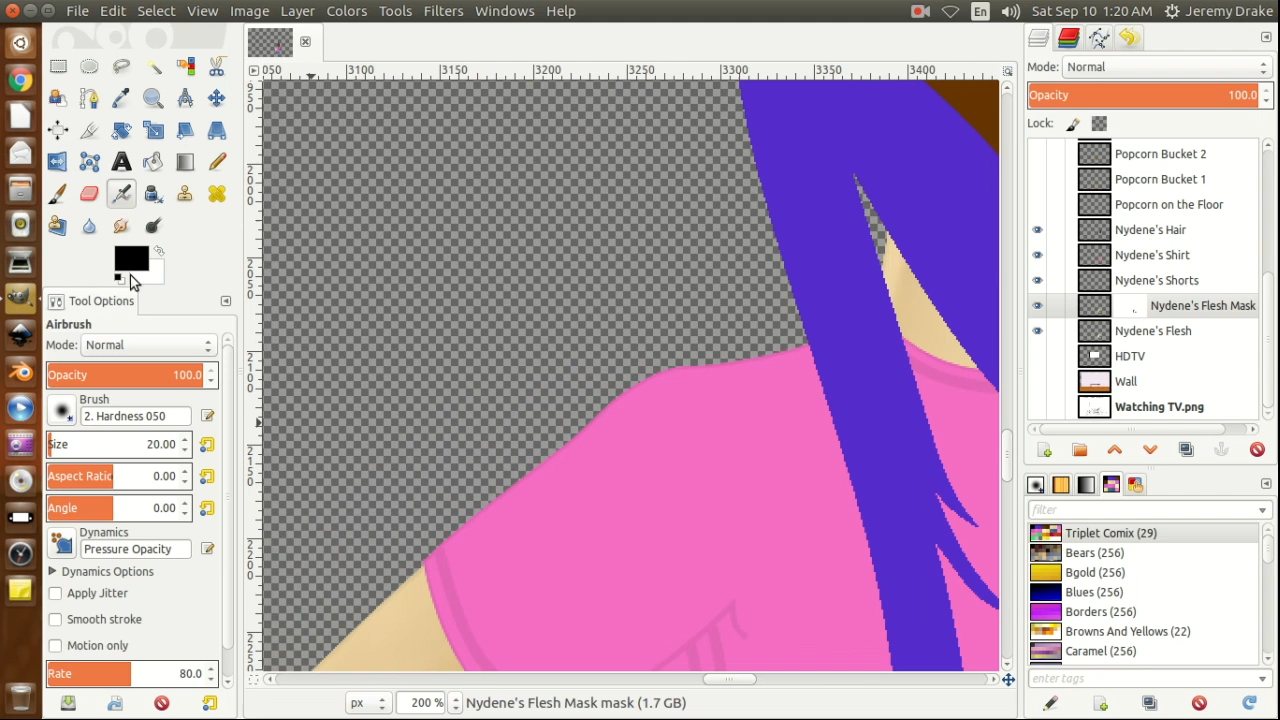 File Edit Select View Image Layer Colors Tools Filters Windows Help
En Sat Sep 10 1:20 AM Jeremy Drake
050 3100 3150 3200 3250 3300 3350 3400
Tool Options
Airbrush
Mode: Normal
Opacity 100.0
Brush
2. Hardness 050
Size 20.00
Aspect Ratic 0.00
Angle 0.00
Dynamics
Pressure Opacity
Dynamics Options
Apply Jitter
Smooth stroke
Motion only
Rate 80.0
px 200 % Nydene's Flesh Mask mask (1.7 GB)
Mode: Normal
Opacity 100.0
Lock:
Popcorn Bucket 2
Popcorn Bucket 1
Popcorn on the Floor
Nydene's Hair
Nydene's Shirt
Nydene's Shorts
Nydene's Flesh Mask
Nydene's Flesh
HDTV
Wall
Watching TV.png
filter
Triplet Comix (29)
Bears (256)
Bgold (256)
Blues (256)
Borders (256)
Browns And Yellows (22)
Caramel (256)
enter tags